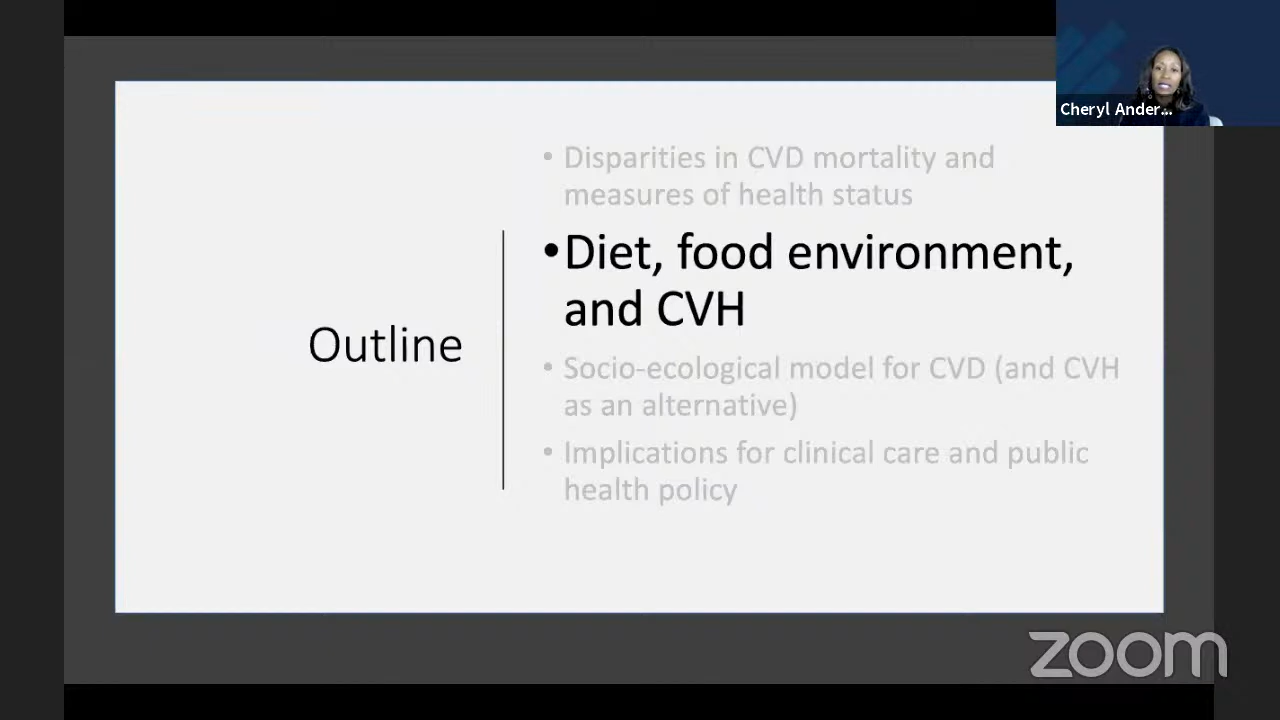 Cheryl Ander...
• Disparities in CVD mortality and
measures of health status
•Diet, food environment,
and CVH
Outline
• Socio-ecological model for CVD (and CVH
as an alternative)
• Implications for clinical care and public
health policy
zoom